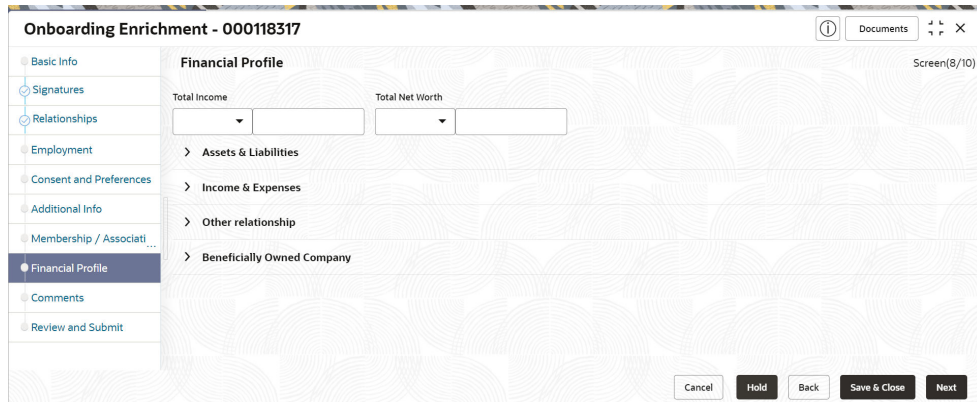 Onboarding Enrichment - 000118317
Documents
Basic Info
Signatures
Relationships
Employment
Consent and Preferences
Additional Info
Membership / Associati...
Financial Profile
Comments
Review and Submit
Financial Profile
Screen(8/10)
Total Income
Total Net Worth
Assets & Liabilities
Income & Expenses
Other relationship
Beneficially Owned Company
Cancel
Hold
Back
Save & Close
Next